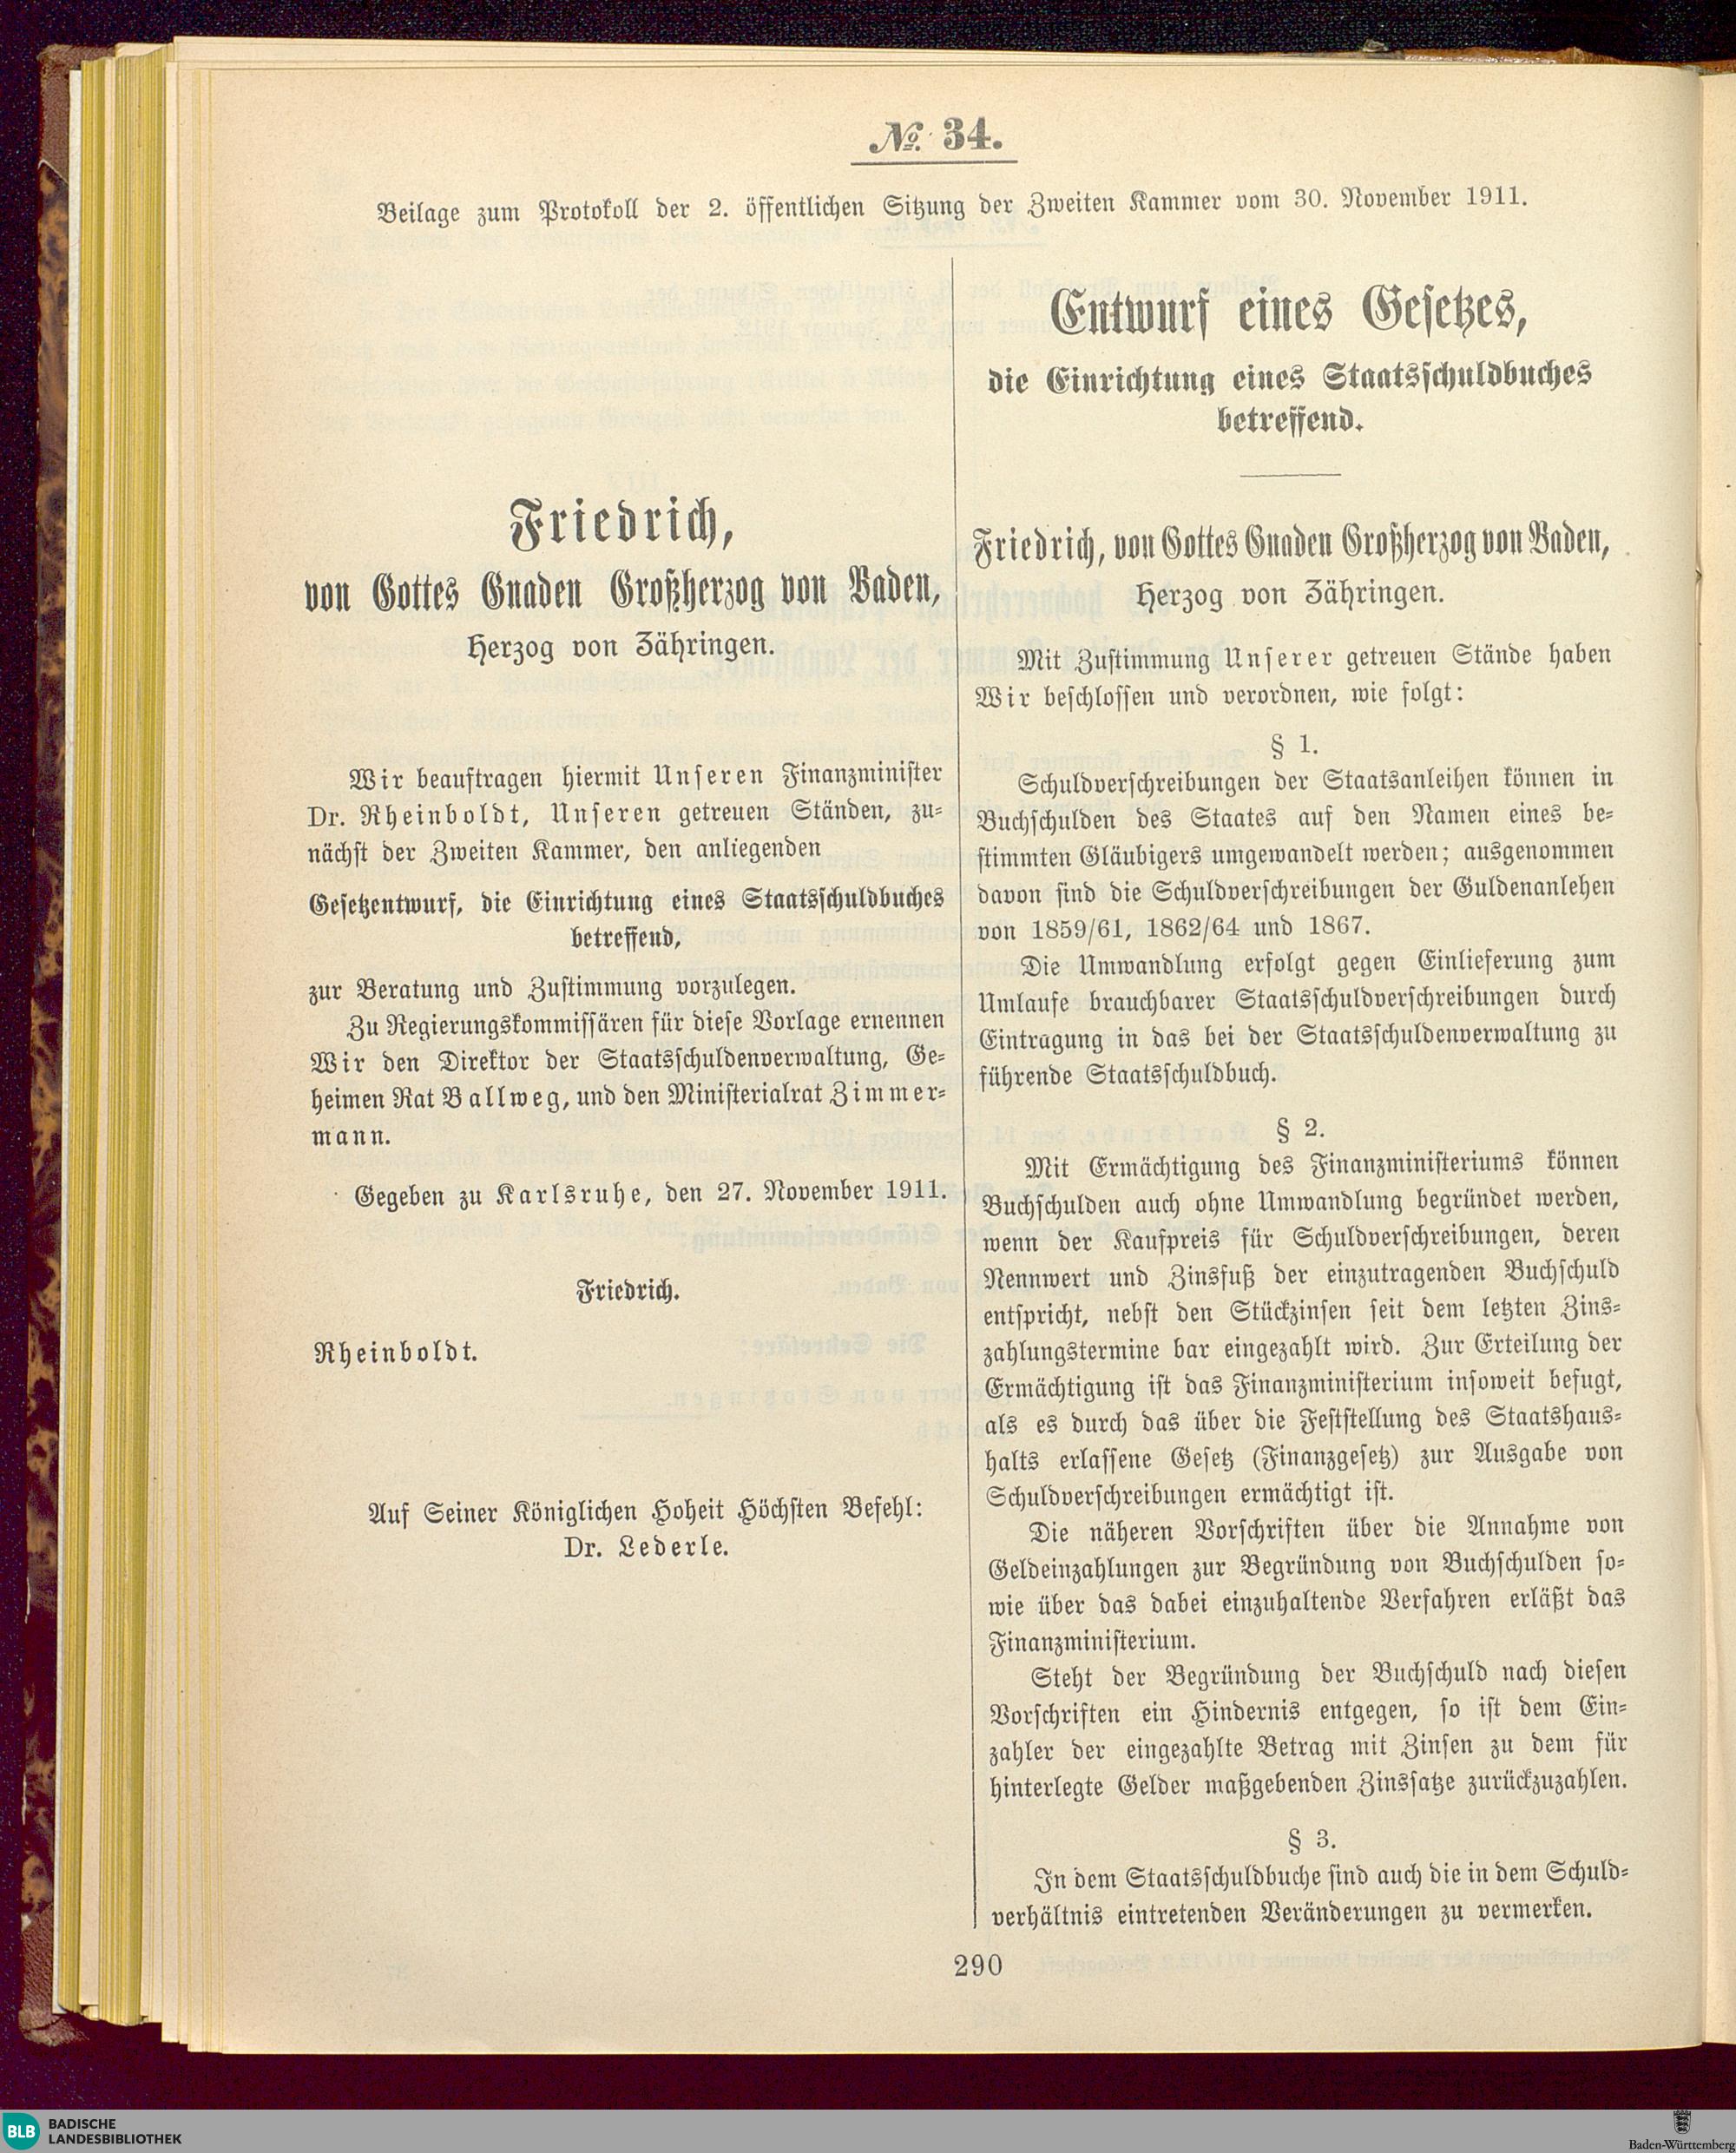 № 34.
Beilage zum Protokoll der 2. öffentlichen Sitzung der Zweiten Kammer vom 30. November 1911.
Friedrich,
von Gottes Gnaden Großherzog von Baden,
Herzog von Zähringen.
Wir beauftragen hiermit Unseren Finanzminister
Dr. Rheinboldt, Unseren getreuen Ständen, zu-
nächst der Zweiten Kammer, den anliegenden
Gesetzentwurf, die Einrichtung eines Staatsschuldbuches
betreffend,
zur Beratung und Zustimmung vorzulegen.
Zu Regierungskommissären für diese Vorlage ernennen
Wir den Direktor der Staatsschuldenverwaltung, Ge-
heimen Rat Ballweg, und den Ministerialrat Zimmer-
mann.
Gegeben zu Karlsruhe, den 27. November 1911.
Friedrich.
Rheinboldt.
Auf Seiner Königlichen Hoheit Höchsten Befehl:
Dr. Lederle.
Entwurf eines Gesetzes,
die Einrichtung eines Staatsschuldbuches
betreffend.
Friedrich, von Gottes Gnaden Großherzog von Baden,
Herzog von Zähringen.
Mit Zustimmung Unserer getreuen Stände haben
Wir beschlossen und verordnen, wie folgt:
§ 1.
Schuldverschreibungen der Staatsanleihen können in
Buchschulden des Staates auf den Namen eines be-
stimmten Gläubigers umgewandelt werden; ausgenommen
davon sind die Schuldverschreibungen der Guldenanlehen
von 1859/61, 1862/64 und 1867.
Die Umwandlung erfolgt gegen Einlieferung zum
Umlaufe brauchbarer Staatsschuldverschreibungen durch
Eintragung in das bei der Staatsschuldenverwaltung zu
führende Staatsschuldbuch.
§ 2.
Mit Ermächtigung des Finanzministeriums können
Buchschulden auch ohne Umwandlung begründet werden,
wenn der Kaufpreis für Schuldverschreibungen, deren
Nennwert und Zinsfuß der einzutragenden Buchschuld
entspricht, nebst den Stückzinsen seit dem letzten Zins-
zahlungstermine bar eingezahlt wird. Zur Erteilung der
Ermächtigung ist das Finanzministerium insoweit befugt,
als es durch das über die Feststellung des Staatshaus-
halts erlassene Gesetz (Finanzgesetz) zur Ausgabe von
Schuldverschreibungen ermächtigt ist.
Die näheren Vorschriften über die Annahme von
Geldeinzahlungen zur Begründung von Buchschulden so-
wie über das dabei einzuhaltende Verfahren erläßt das
Finanzministerium.
Steht der Begründung der Buchschuld nach diesen
Vorschriften ein Hindernis entgegen, so ist dem Ein-
zahler der eingezahlte Betrag mit Zinsen zu dem für
hinterlegte Gelder maßgebenden Zinssatze zurückzuzahlen.
§ 3.
In dem Staatsschuldbuche sind auch die in dem Schuld-
verhältnis eintretenden Veränderungen zu vermerken.
290
BLB BADISCHE
LANDESBIBLIOTHEK
Baden-Württemberg